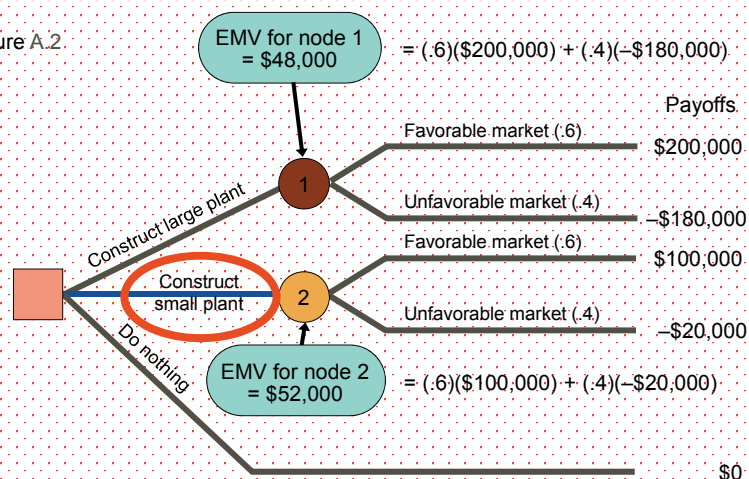 ure A.2
EMV for node 1
= $48,000
= (.6)($200,000) + (.4)(–$180,000)
Payoffs
Favorable market (.6)
$200,000
1
Construct large plant
Unfavorable market (.4)
–$180,000
Favorable market (.6)
$100,000
Construct
small plant
2
Unfavorable market (.4)
–$20,000
Do nothing
EMV for node 2
= $52,000
= (.6)($100,000) + (.4)(–$20,000)
$0